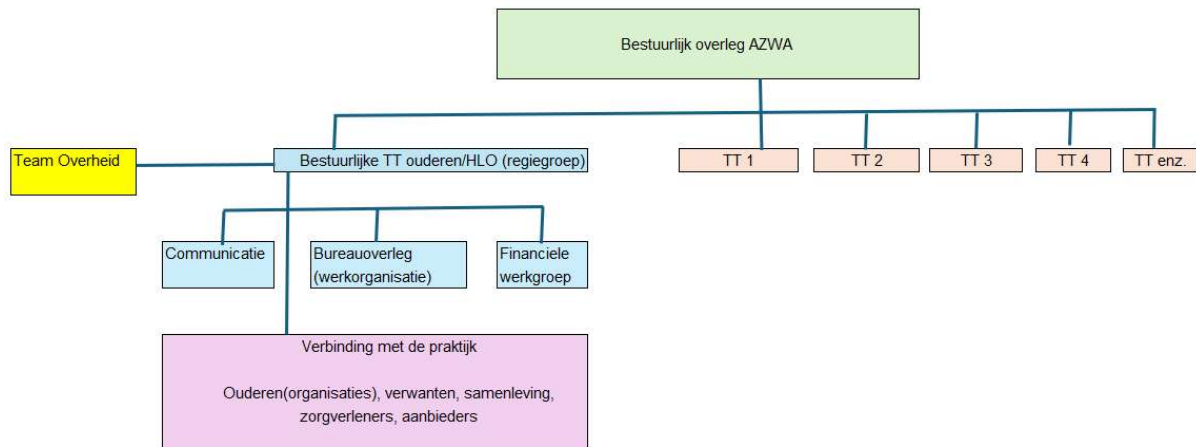 Bestuurlijk overleg AZWA
Team Overheid
Bestuurlijke TT ouderen/HLO (regiegroep)
TT 1
TT 2
TT 3
TT 4
TT enz.
Communicatie
Bureauoverleg
(werkorganisatie)
Financiele
werkgroep
Verbinding met de praktijk
Ouderen(organisaties), verwanten, samenleving,
zorgverleners, aanbieders